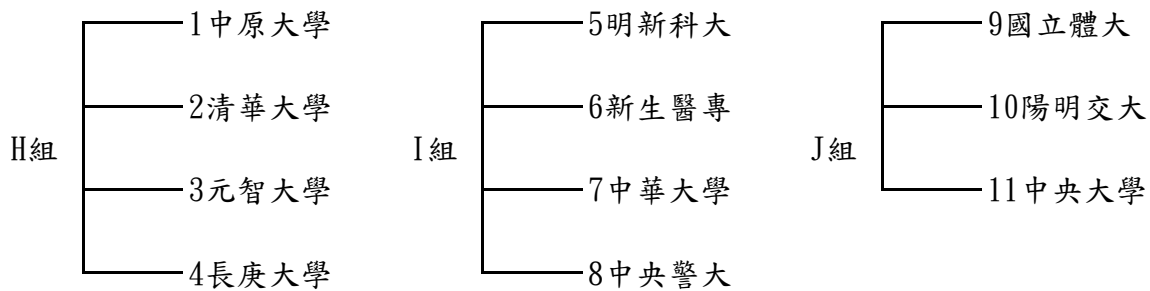 H組
1中原大學
2清華大學
3元智大學
4長庚大學
I組
5明新科大
6新生醫專
7中華大學
8中央警大
J組
9國立體大
10陽明交大
11中央大學